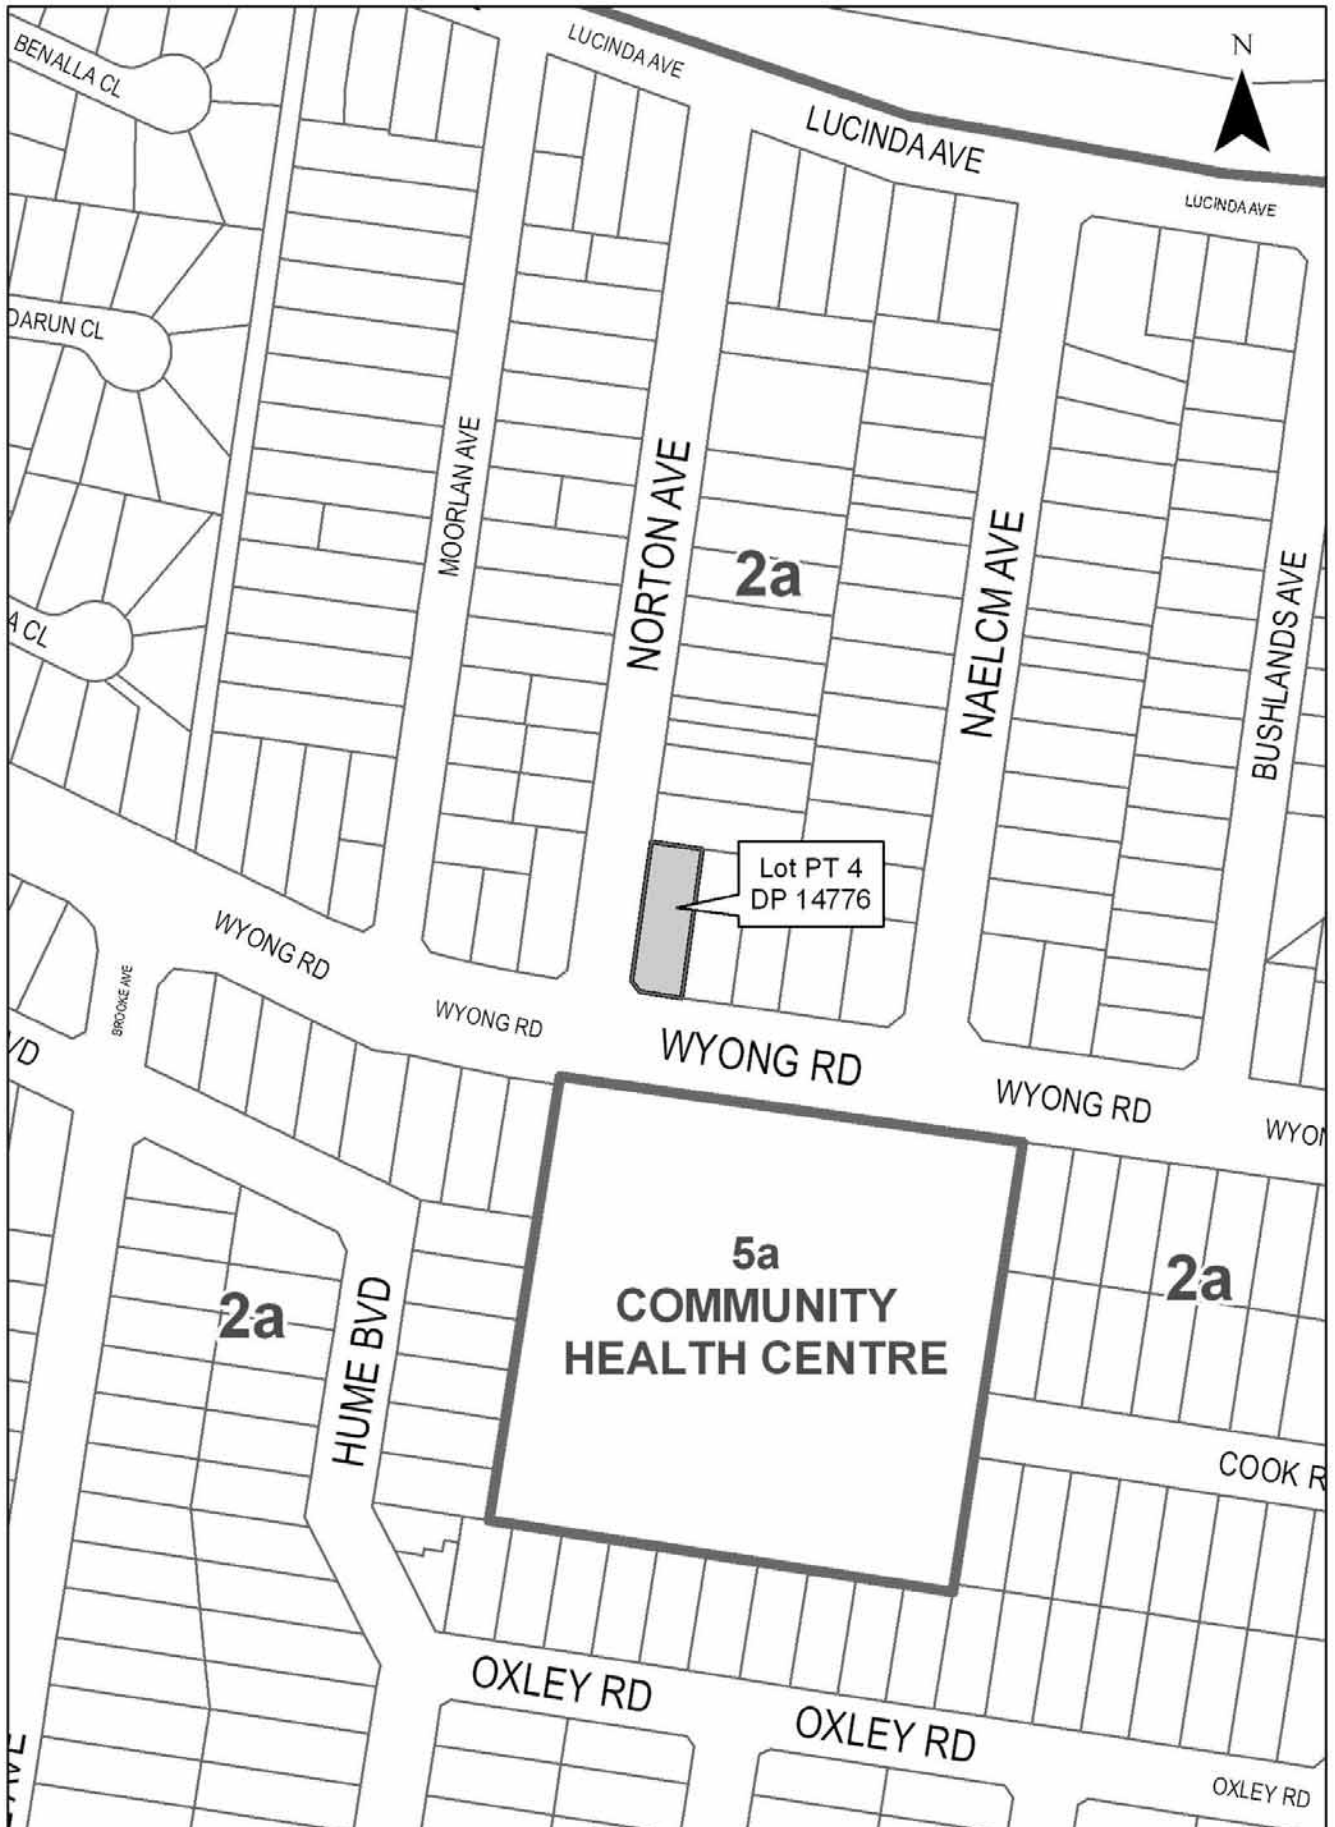 LUCINDA AVE
N
BENALLA CL
LUCINDA AVE
LUCINDA AVE
DARUN CL
MOORLAN AVE
NORTON AVE
2a
NAELCM AVE
BUSHLANDS AVE
A CL
Lot PT 4
DP 14776
WYONG RD
BROOKE AVE
WYONG RD
WYONG RD
WYONG RD
WYON
VD
5a
COMMUNITY
HEALTH CENTRE
2a
2a
HUME BVD
COOK R
OXLEY RD
OXLEY RD
OXLEY RD
AVE